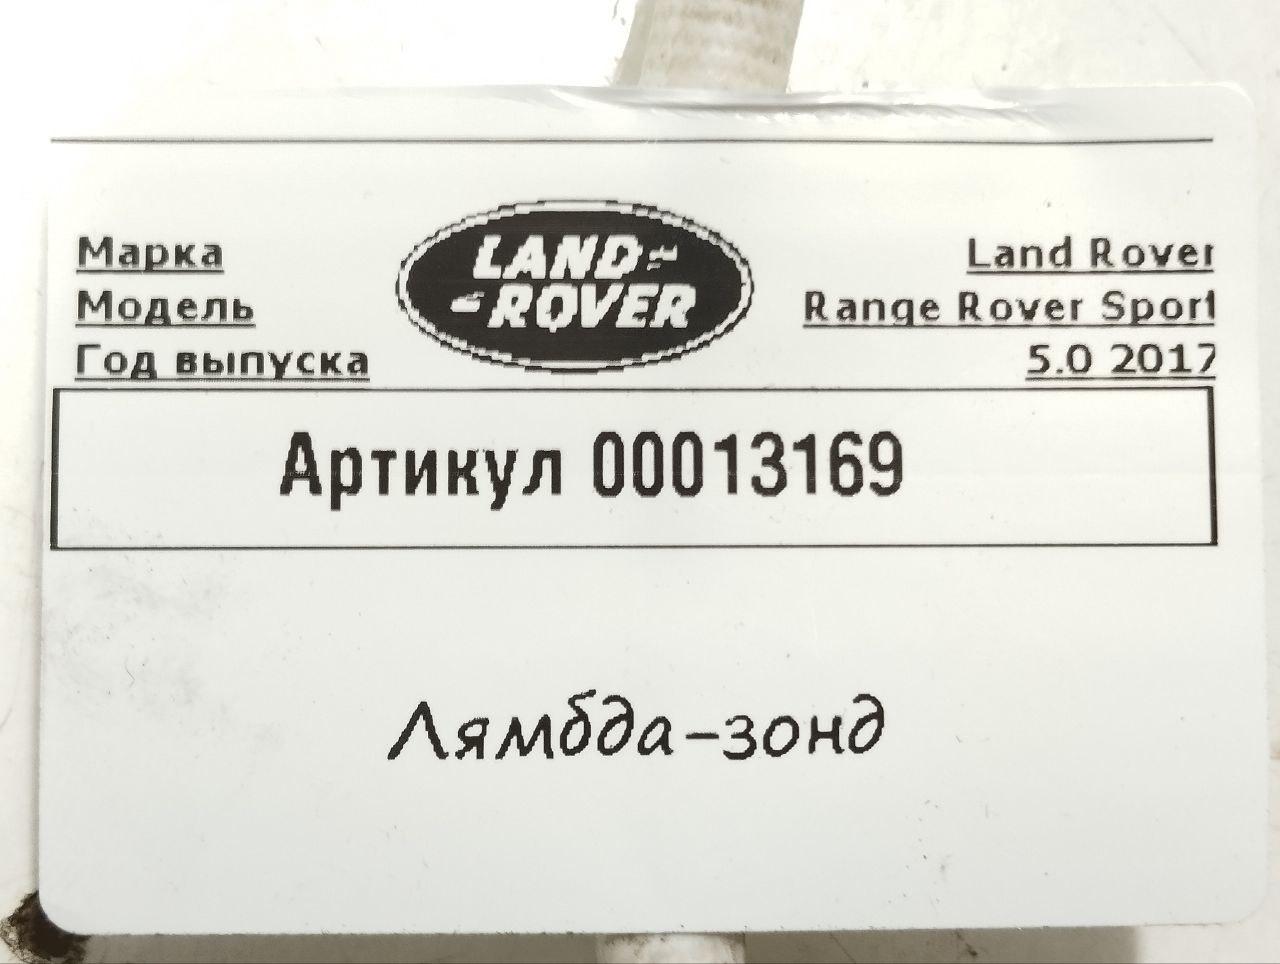 Марка
Модель
Год выпуска
LAND
ROVER
Land Rover
Range Rover Sport
5.0 2017
Артикул 00013169
Лямбда-зонд